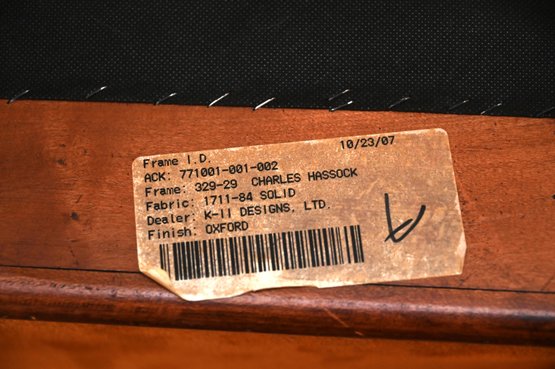 Frame I.D. 10/23/07
ACK: 771001-001-002
Frame: 329-29 CHARLES HASSOCK
Fabric: 1711-84 SOLID
Dealer: K-II DESIGNS, LTD.
Finish: OXFORD